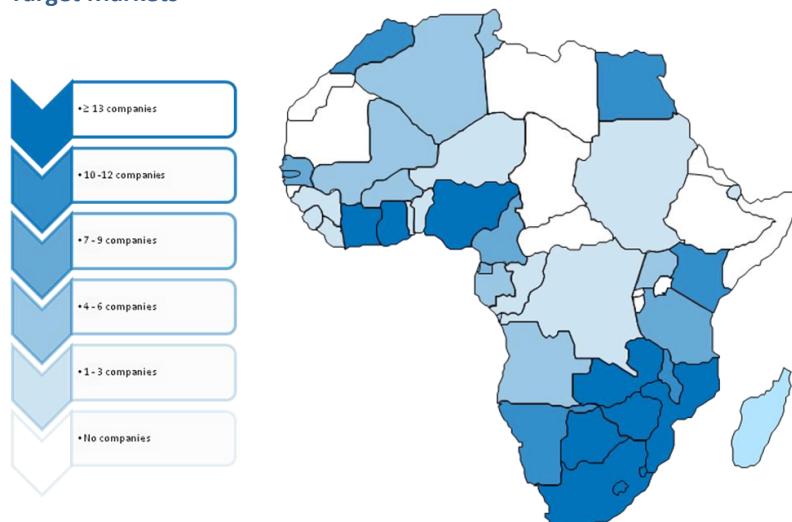 Target Markets
•≥ 13 companies
•10 -12 companies
•7 - 9 companies
•4 - 6 companies
•1 - 3 companies
•No companies